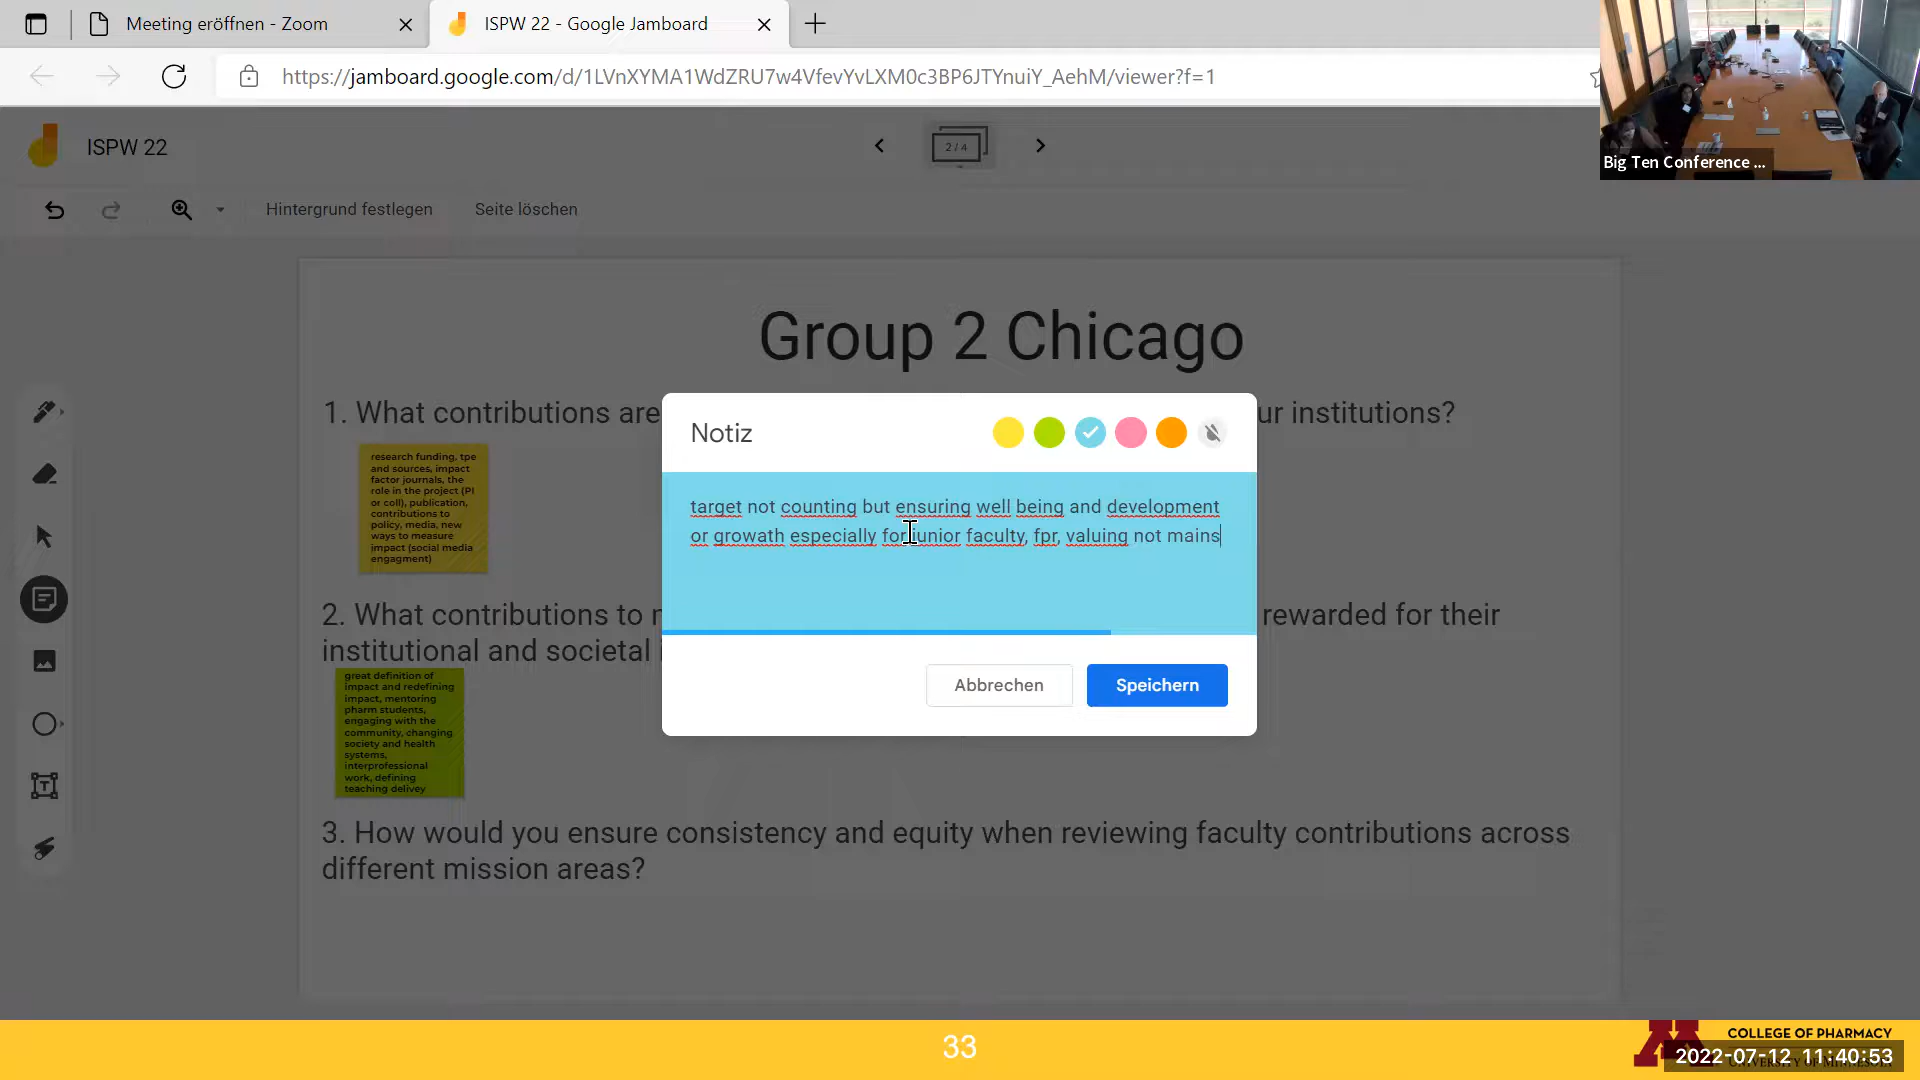 Meeting eröffnen - Zoom
ISPW 22 - Google Jamboard
https://jamboard.google.com/d/1LVnXYMA1WdZRU7w4VfevYvLXM0c3BP6JTYnuiY_AehM/viewer?f=1
Big Ten Conference ...
ISPW 22
2 / 4
Hintergrund festlegen
Seite löschen
Group 2 Chicago
1. What contributions are
ur institutions?
research funding, tpe
and sources, impact
factor journals, the
role in the project (PI
or coll), publication,
contributions to
policy, media, new
ways to measure
impact (social media
engagment)
Notiz
target not counting but ensuring well being and development
or growath especially for junior faculty, fpr, valuing not mains
Abbrechen
Speichern
2. What contributions to
rewarded for their
institutional and societal
great definition of
impact and redefining
impact, mentoring
pharm students,
engaging with the
community, changing
society and health
systems,
interprofessional
work, defining
teaching delivey
3. How would you ensure consistency and equity when reviewing faculty contributions across
different mission areas?
33
COLLEGE OF PHARMACY
2022-07-12 11:40:53